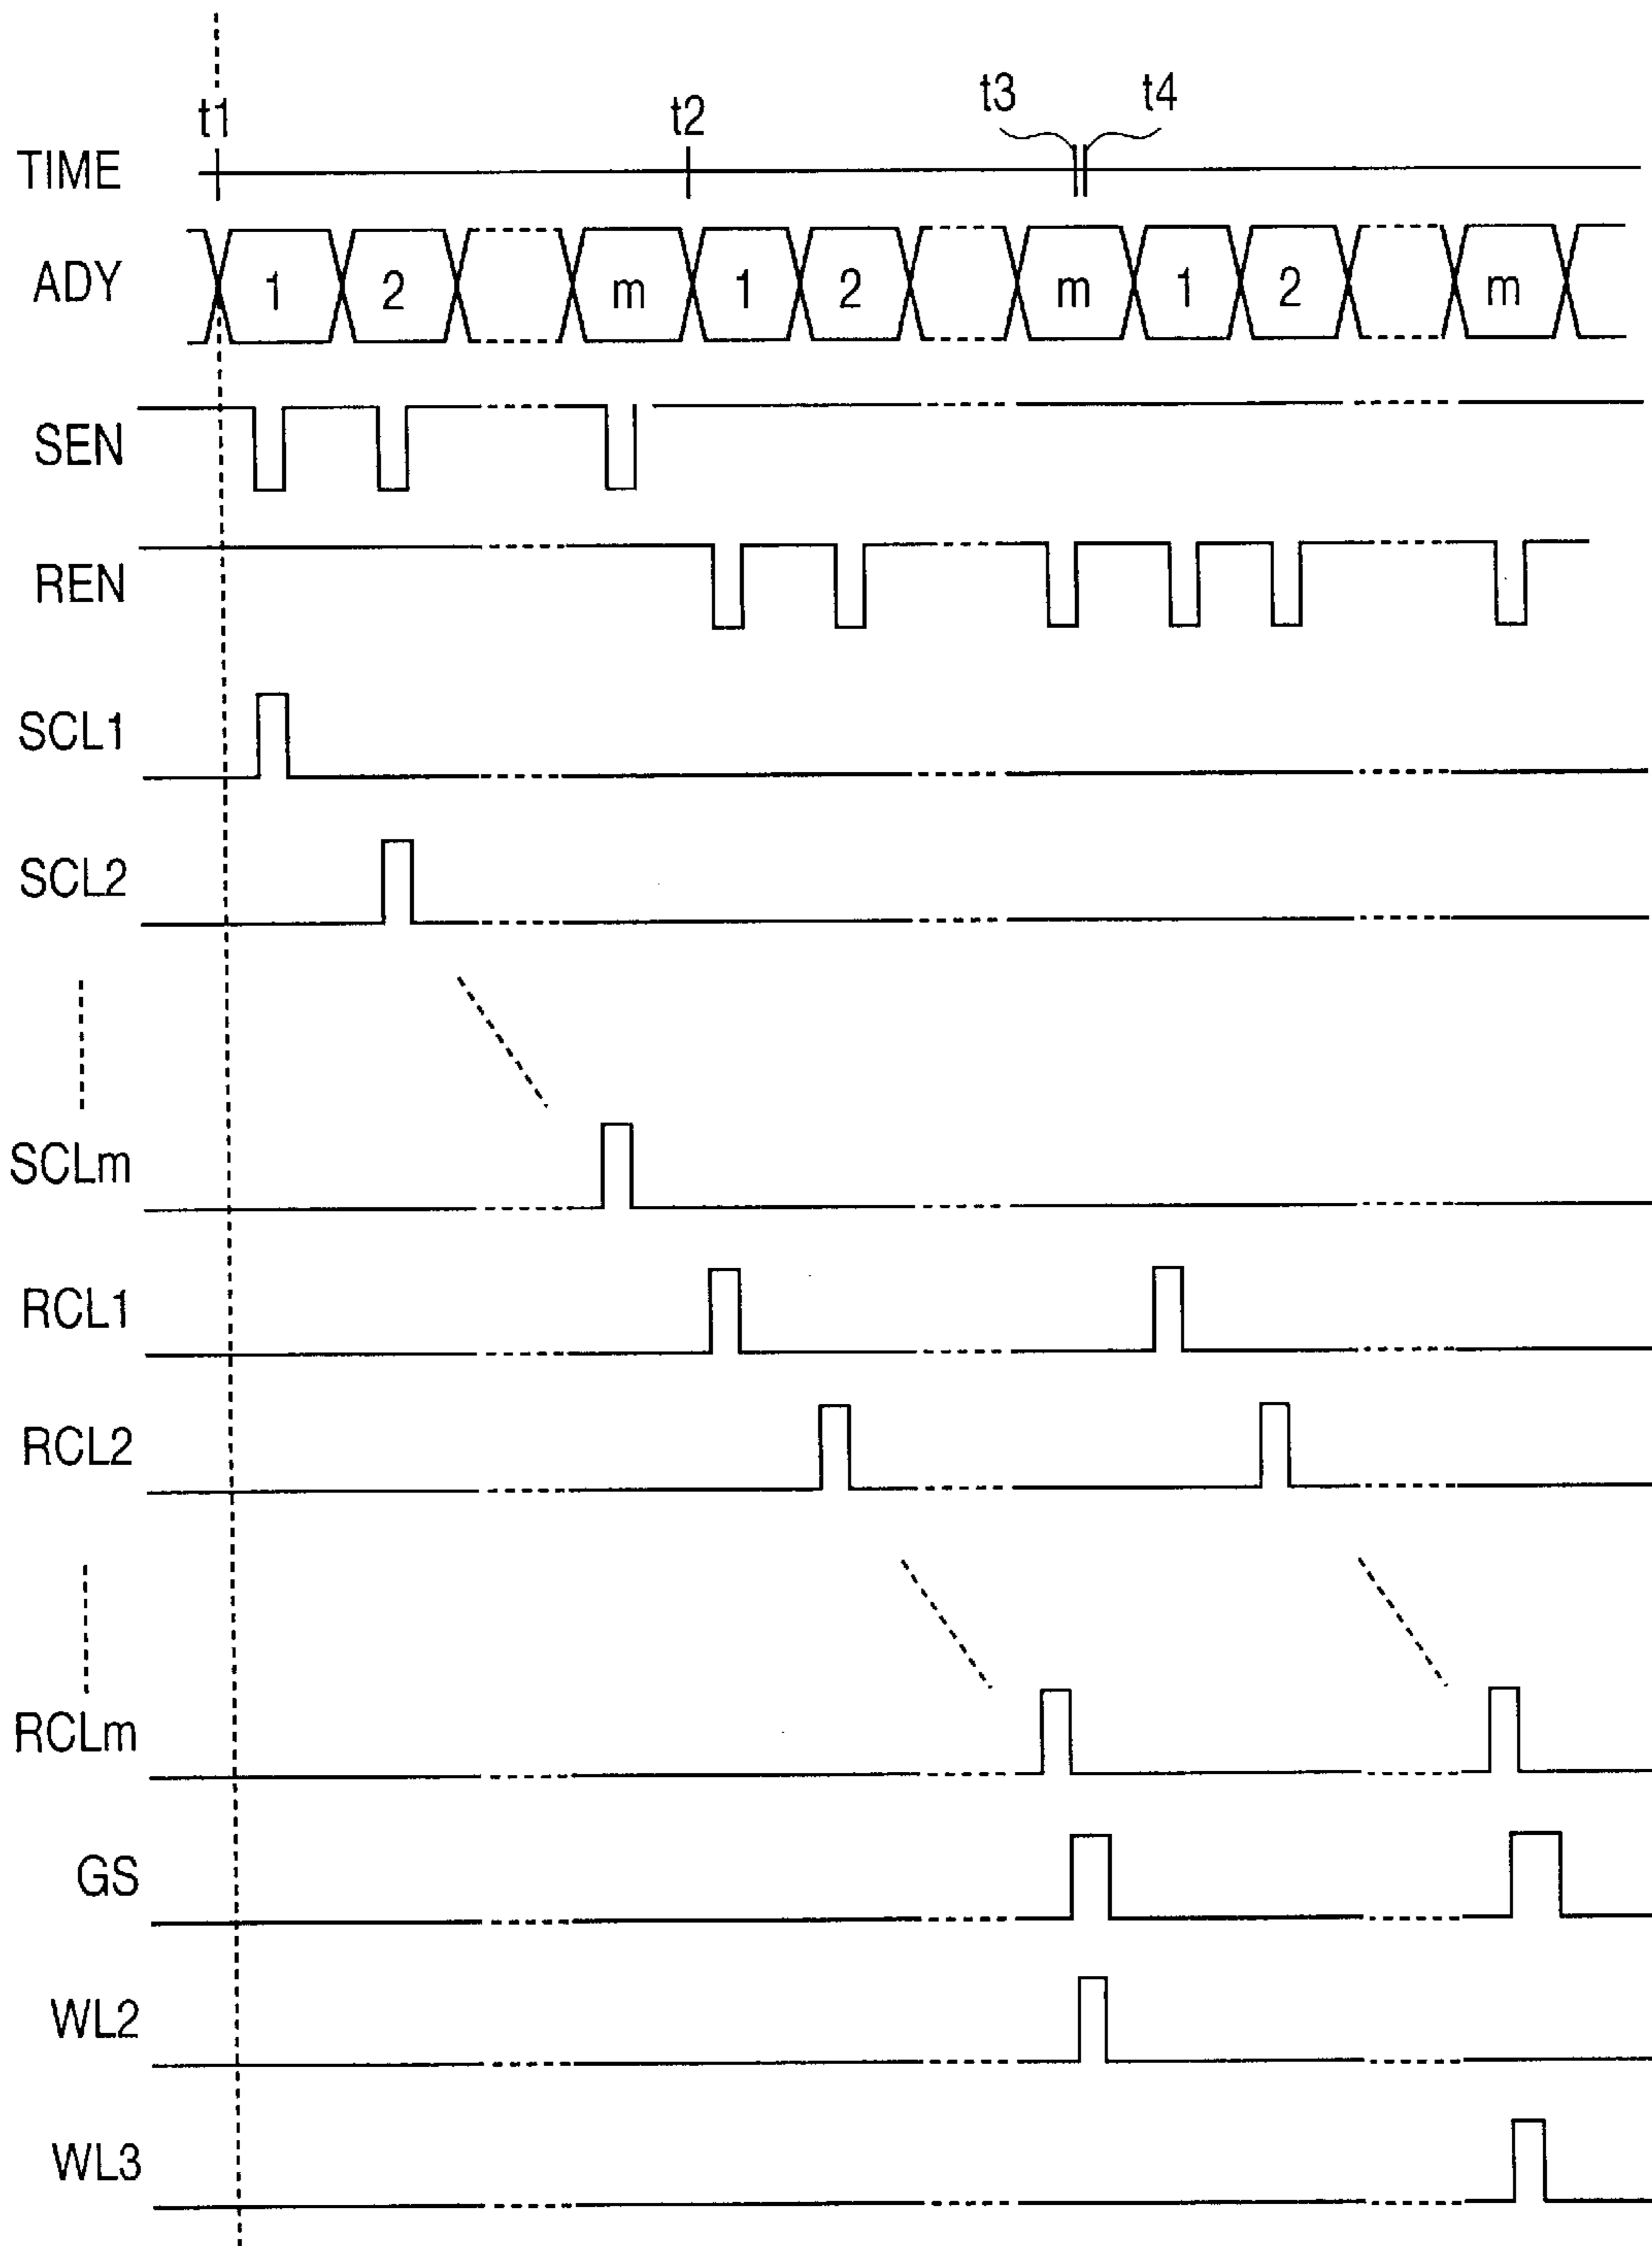 t3 t4
t1 t2
TIME
ADY 1 2 m 1 2 m 1 2 m
SEN
REN
SCL1
SCL2
SCLm
RCL1
RCL2
RCLm
GS
WL2
WL3